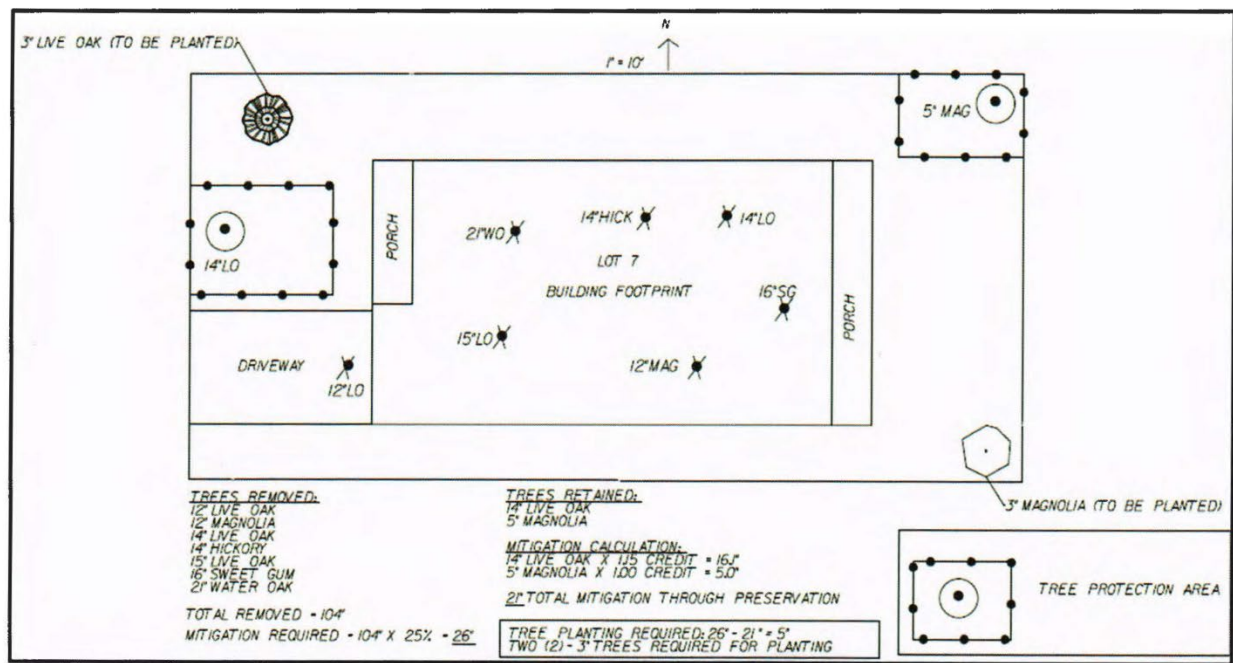 N
3" LIVE OAK (TO BE PLANTED)
1" = 10'
5" MAG
14" LO
PORCH
21" WO
14" HICK
14" LO
LOT 7
BUILDING FOOTPRINT
16" SG
PORCH
15" LO
12" MAG
DRIVEWAY
12" LO
3" MAGNOLIA (TO BE PLANTED)
TREES REMOVED:
12" LIVE OAK
12" MAGNOLIA
14" LIVE OAK
14" HICKORY
15" LIVE OAK
16" SWEET GUM
21" WATER OAK
TOTAL REMOVED = 104"
MITIGATION REQUIRED = 104" X 25% = 26"
TREES RETAINED:
14" LIVE OAK
5" MAGNOLIA
MITIGATION CALCULATION:
14" LIVE OAK X 1.15 CREDIT = 16.1"
5" MAGNOLIA X 1.00 CREDIT = 5.0"
21" TOTAL MITIGATION THROUGH PRESERVATION
TREE PLANTING REQUIRED: 26" - 21" = 5"
TWO (2) - 3" TREES REQUIRED FOR PLANTING
TREE PROTECTION AREA